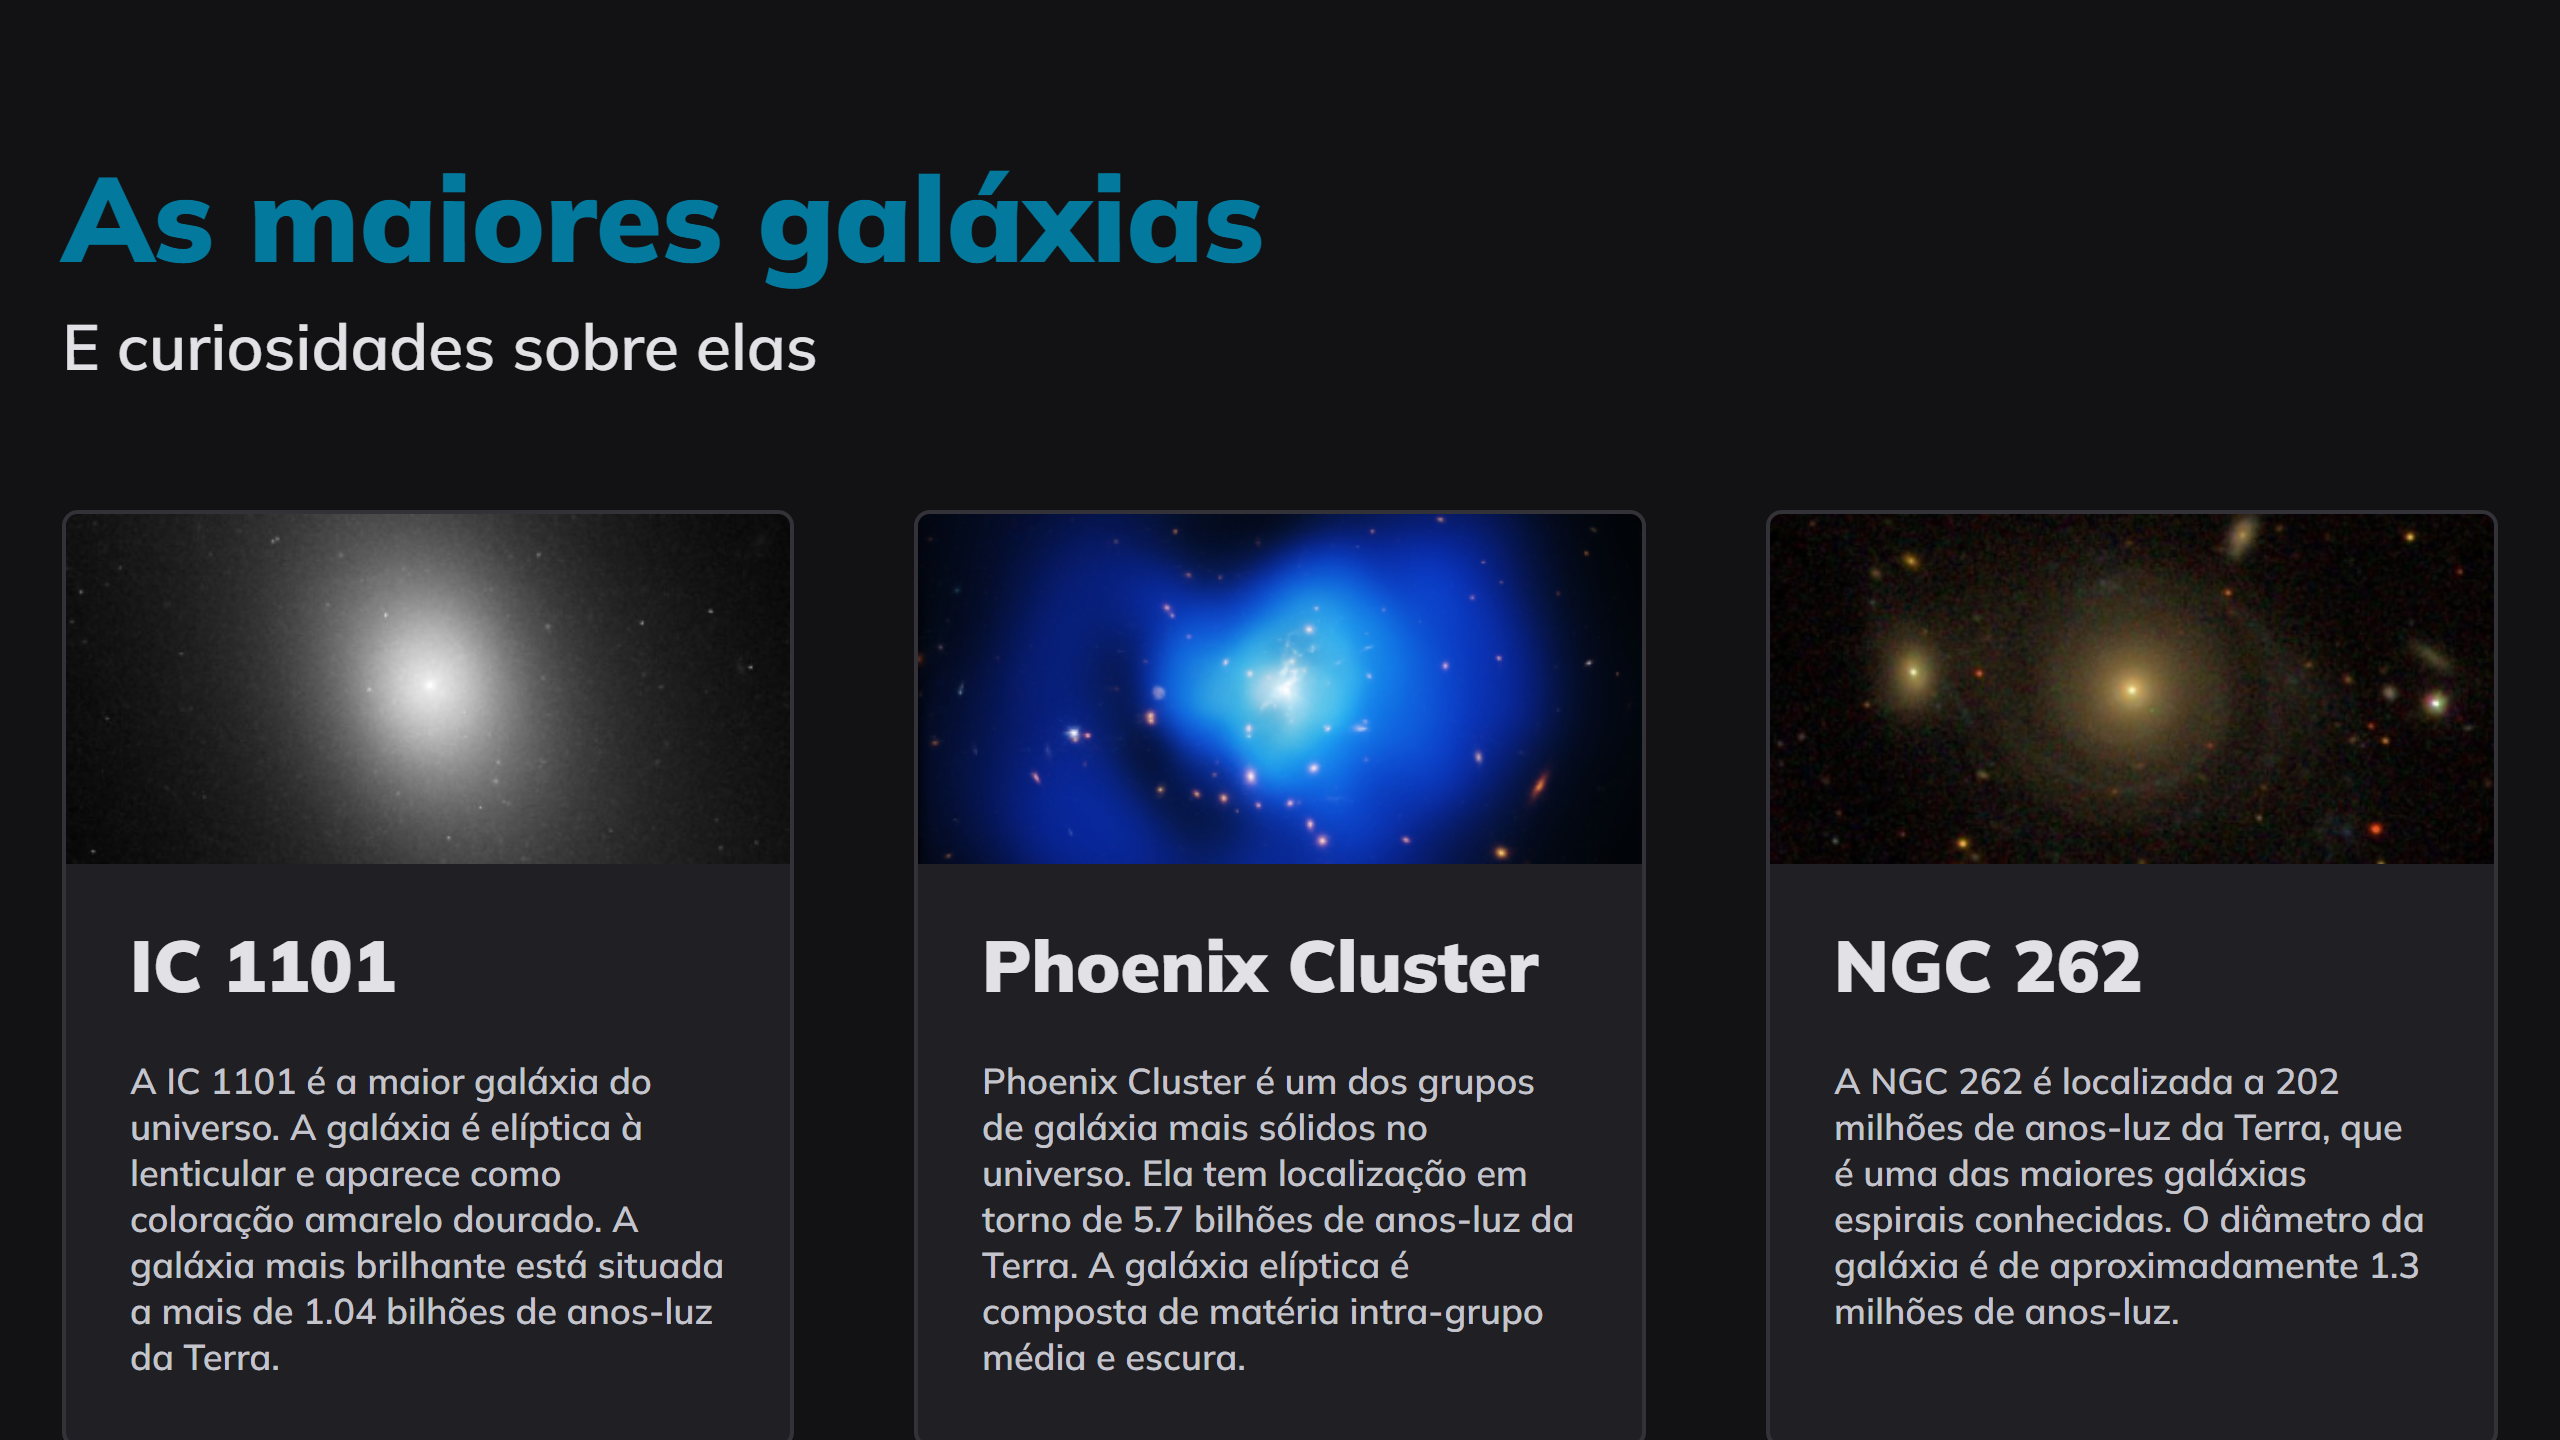 As maiores galáxias
E curiosidades sobre elas
IC 1101
A IC 1101 é a maior galáxia do
universo. A galáxia é elíptica à
lenticular e aparece como
coloração amarelo dourado. A
galáxia mais brilhante está situada
a mais de 1.04 bilhões de anos-luz
da Terra.
Phoenix Cluster
Phoenix Cluster é um dos grupos
de galáxia mais sólidos no
universo. Ela tem localização em
torno de 5.7 bilhões de anos-luz da
Terra. A galáxia elíptica é
composta de matéria intra-grupo
média e escura.
NGC 262
A NGC 262 é localizada a 202
milhões de anos-luz da Terra, que
é uma das maiores galáxias
espirais conhecidas. O diâmetro da
galáxia é de aproximadamente 1.3
milhões de anos-luz.